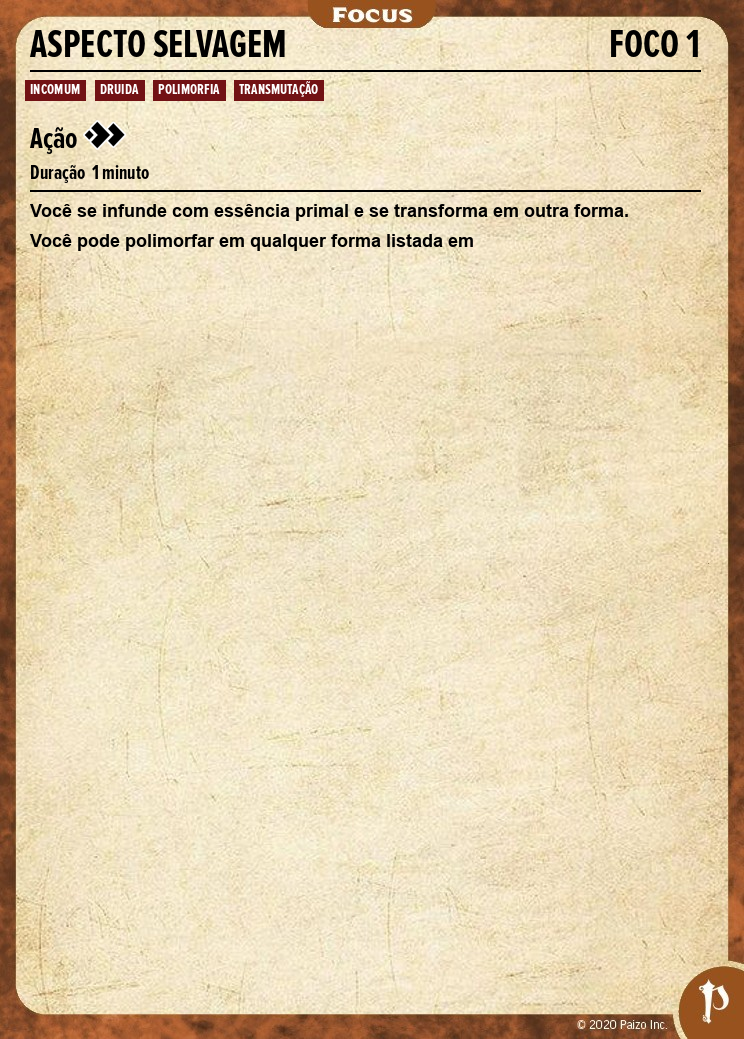 Focus
ASPECTO SELVAGEM FOCO 1
INCOMUM DRUIDA POLIMORFIA TRANSMUTAÇÃO
Ação
Duração 1 minuto
Você se infunde com essência primal e se transforma em outra forma.
Você pode polimorfar em qualquer forma listada em
© 2020 Paizo Inc.